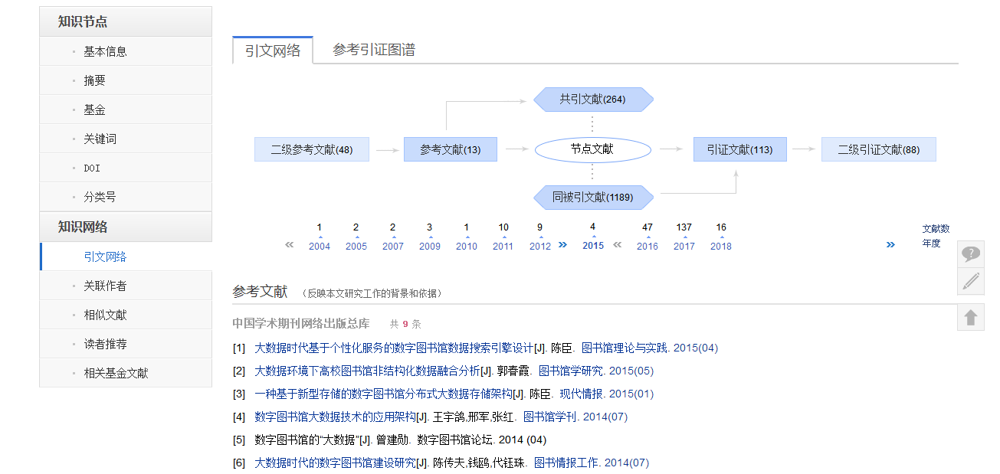 知识节点
基本信息
摘要
基金
关键词
DOI
分类号
知识网络
引文网络
关联作者
相似文献
读者推荐
相关基金文献
引文网络 参考引证图谱
共引文献(264)
二级参考文献(48) 参考文献(13) 节点文献 引证文献(113) 二级引证文献(88)
同被引文献(1189)
1 2 2 3 1 10 9 4 47 137 16 文献数
« 2004 2005 2007 2009 2010 2011 2012 » 2015 « 2016 2017 2018 » 年度
参考文献 （反映本文研究工作的背景和依据）
中国学术期刊网络出版总库 共 9 条
[1] 大数据时代基于个性化服务的数字图书馆数据搜索引擎设计[J]. 陈臣. 图书馆理论与实践. 2015(04)
[2] 大数据环境下高校图书馆非结构化数据融合分析[J]. 郭春霞. 图书馆学研究. 2015(05)
[3] 一种基于新型存储的数字图书馆分布式大数据存储架构[J]. 陈臣. 现代情报. 2015(01)
[4] 数字图书馆大数据技术的应用架构[J]. 王宇鸽,邢军,张红. 图书馆学刊. 2014(07)
[5] 数字图书馆的“大数据”[J]. 曾建勋. 数字图书馆论坛. 2014 (04)
[6] 大数据时代的数字图书馆建设研究[J]. 陈传夫,钱鸥,代钰珠. 图书情报工作. 2014(07)